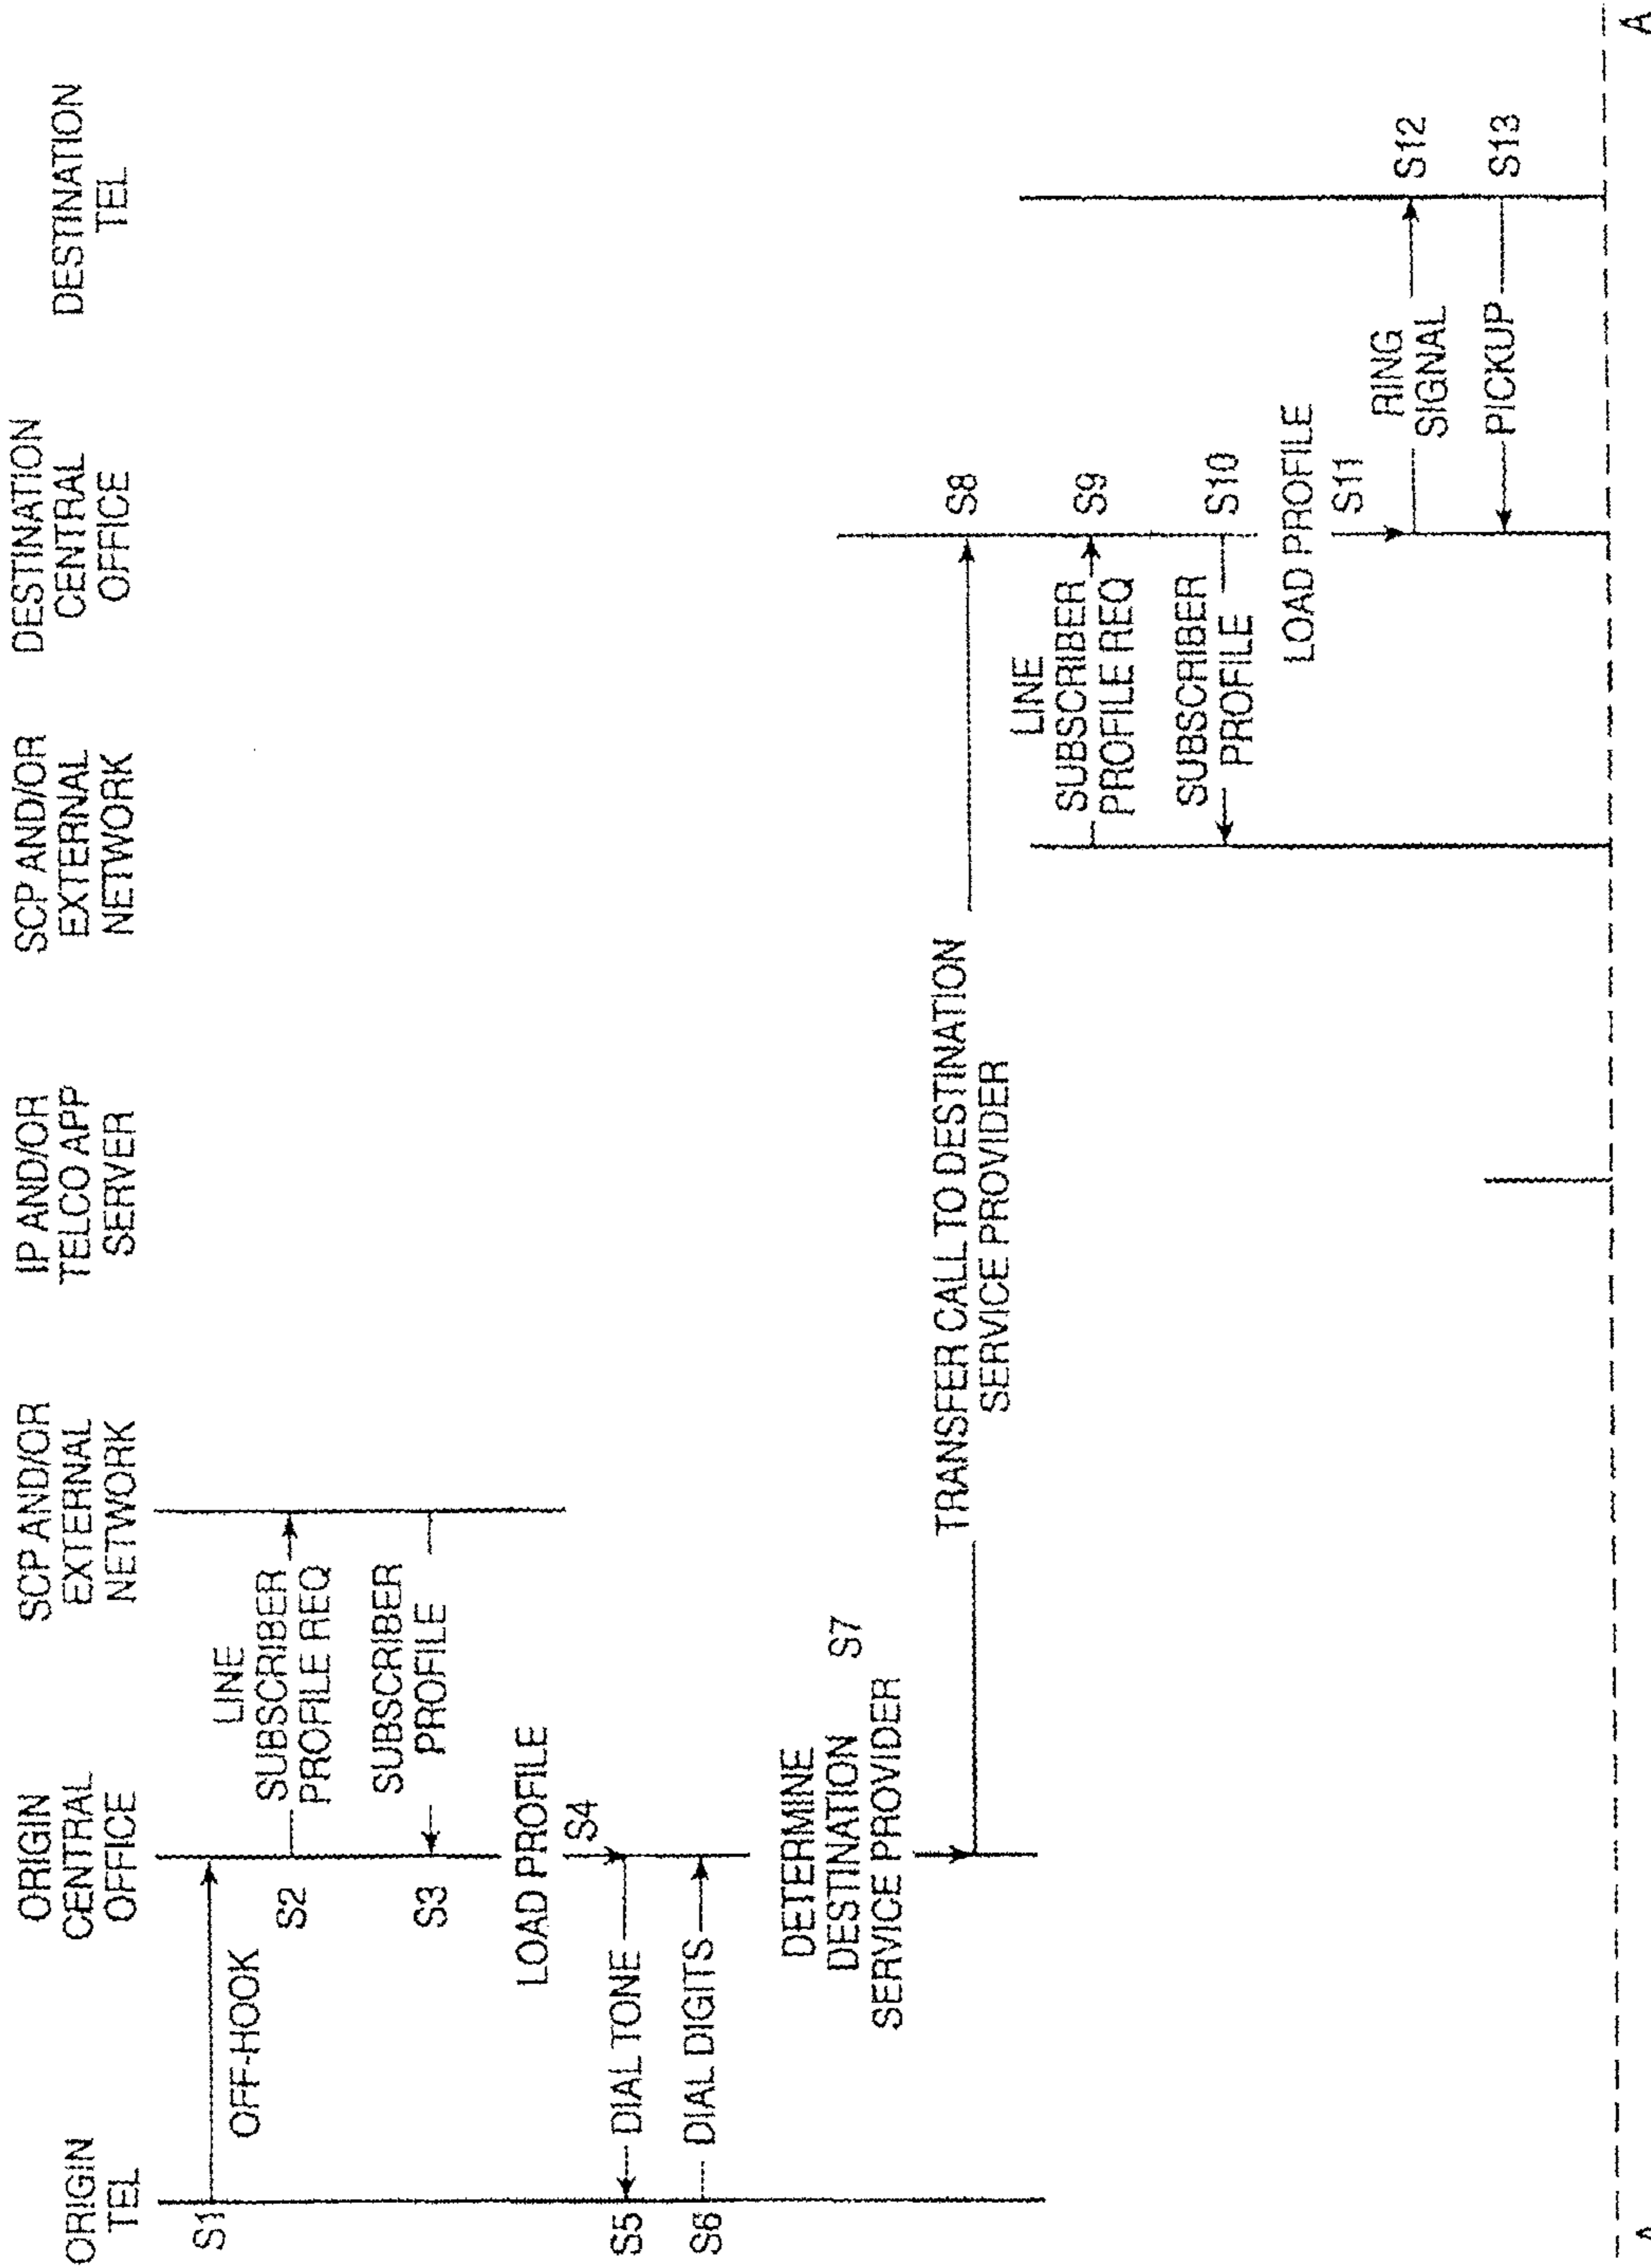 ORIGIN
TEL
ORIGIN
CENTRAL
OFFICE
SCP AND/OR
EXTERNAL
NETWORK
IP AND/OR
TELCO APP
SERVER
SCP AND/OR
EXTERNAL
NETWORK
DESTINATION
CENTRAL
OFFICE
DESTINATION
TEL
S1
OFF-HOOK
S2
LINE
SUBSCRIBER
PROFILE REQ
S3
SUBSCRIBER
PROFILE
LOAD PROFILE
S4
S5
DIAL TONE
S6
DIAL DIGITS
DETERMINE
DESTINATION
SERVICE PROVIDER
S7
TRANSFER CALL TO DESTINATION
SERVICE PROVIDER
S8
LINE
SUBSCRIBER
PROFILE REQ
S9
SUBSCRIBER
PROFILE
S10
LOAD PROFILE
S11
RING
SIGNAL
S12
PICKUP
S13
A
A